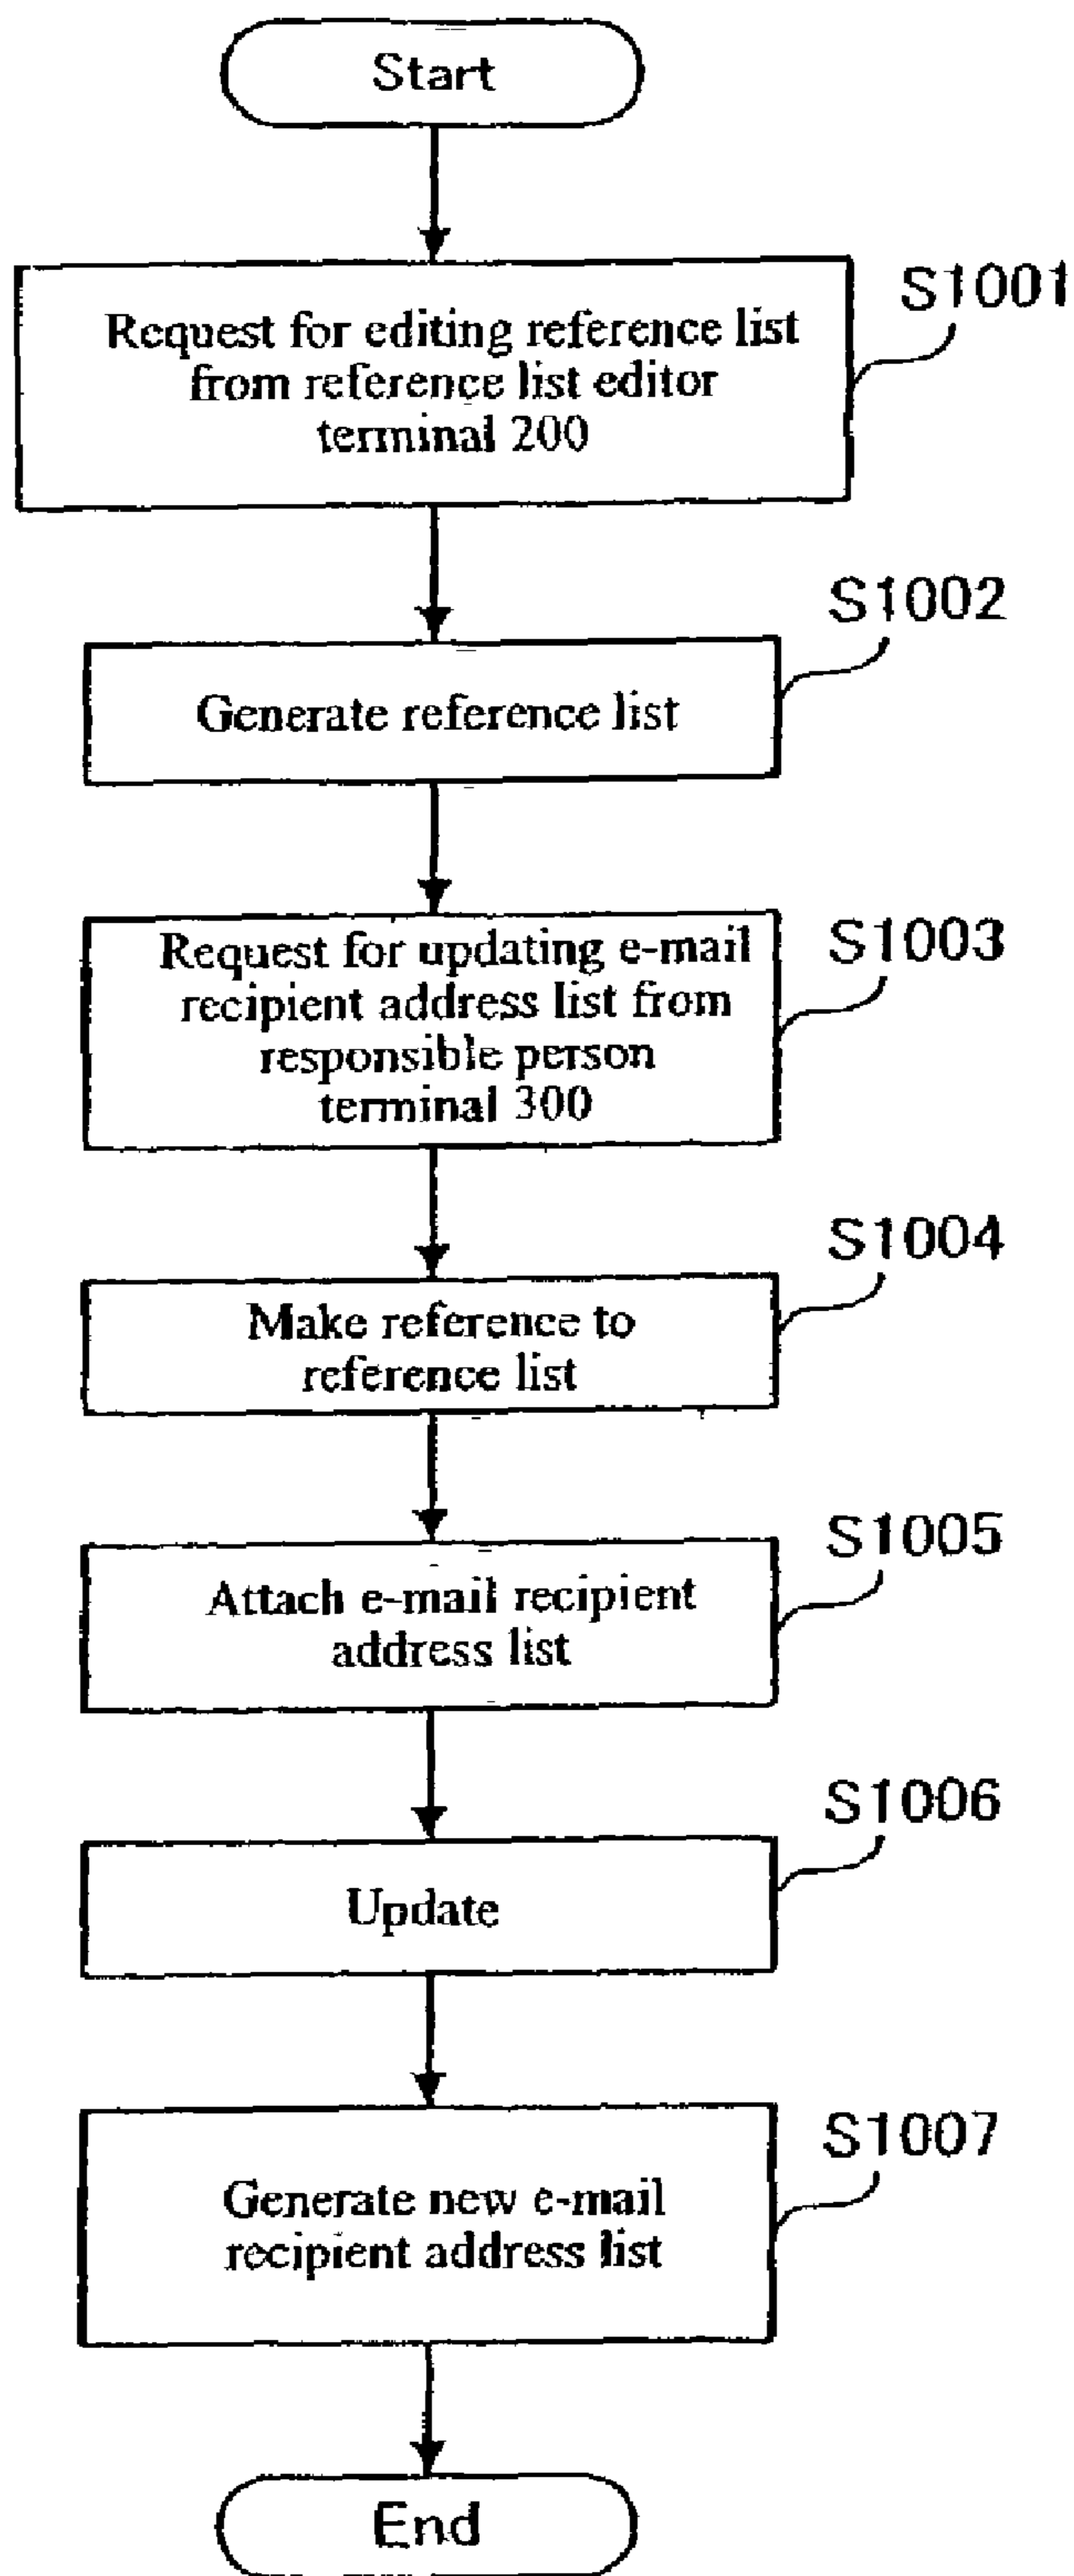 Start
S1001
Request for editing reference list
from reference list editor
terminal 200
S1002
Generate reference list
S1003
Request for updating e-mail
recipient address list from
responsible person
terminal 300
S1004
Make reference to
reference list
S1005
Attach e-mail recipient
address list
S1006
Update
S1007
Generate new e-mail
recipient address list
End